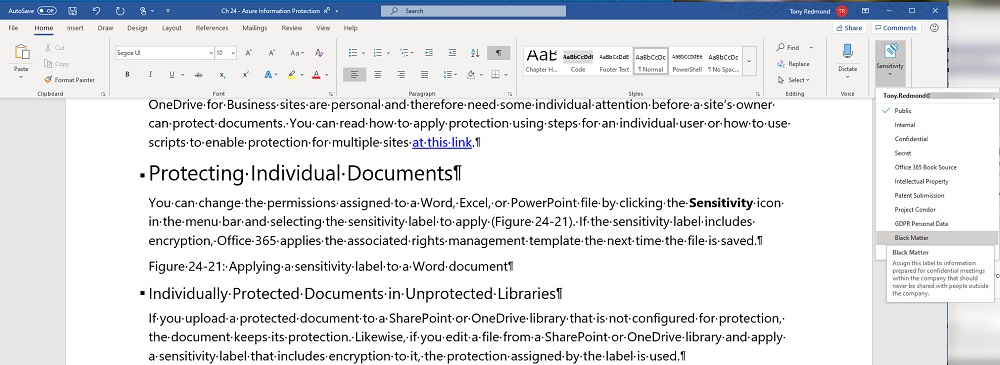 AutoSave Off Ch 24 - Azure Information Protection Search Tony Redmond TR
File Home Insert Draw Design Layout References Mailings Review View Help Share Comments
Paste Cut Copy Format Painter
Segoe UI 10
AaB AaBbCcDdI AaBbCcDdE AaBbCcDc AaBbCcDdEe AaBbCcDc
Chapter H... Code Footer Text ¶ Normal PowerShell ¶ No Spac...
Find Replace Select Dictate Sensitivity
Clipboard Font Paragraph Styles Editing Voice
Tony.Redmond@
Public
Internal
Confidential
Secret
Office 365 Book Source
Intellectual Property
Patent Submission
Project Condor
GDPR Personal Data
Black Matter
Black Matter
Assign this label to information
prepared for confidential meetings
within the company that should
never be shared with people outside
the company.
OneDrive·for·Business·sites·are·personal·and·therefore·need·some·individual·attention·before·a·site's·owner·
can·protect·documents.·You·can·read·how·to·apply·protection·using·steps·for·an·individual·user·or·how·to·use·
scripts·to·enable·protection·for·multiple·sites·at·this·link.¶
Protecting·Individual·Documents¶
You·can·change·the·permissions·assigned·to·a·Word,·Excel,·or·PowerPoint·file·by·clicking·the·Sensitivity·icon·
in·the·menu·bar·and·selecting·the·sensitivity·label·to·apply·(Figure·24-21).·If·the·sensitivity·label·includes·
encryption,·Office·365·applies·the·associated·rights·management·template·the·next·time·the·file·is·saved.¶
Figure·24-21:·Applying·a·sensitivity·label·to·a·Word·document¶
Individually·Protected·Documents·in·Unprotected·Libraries¶
If·you·upload·a·protected·document·to·a·SharePoint·or·OneDrive·library·that·is·not·configured·for·protection,·
the·document·keeps·its·protection.·Likewise,·if·you·edit·a·file·from·a·SharePoint·or·OneDrive·library·and·apply·
a·sensitivity·label·that·includes·encryption·to·it,·the·protection·assigned·by·the·label·is·used.¶